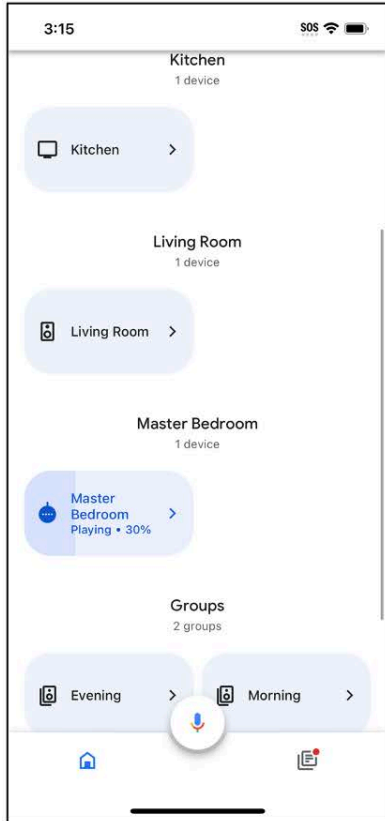 3:15
SOS
Kitchen
1 device
Kitchen
Living Room
1 device
Living Room
Master Bedroom
1 device
Master
Bedroom
Playing • 30%
Groups
2 groups
Evening
Morning